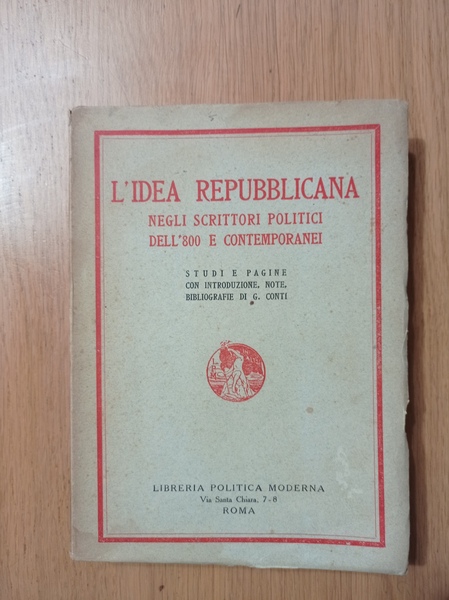 L'IDEA REPUBBLICANA
NEGLI SCRITTORI POLITICI
DELL'800 E CONTEMPORANEI
STUDI E PAGINE
CON INTRODUZIONE, NOTE,
BIBLIOGRAFIE DI G. CONTI
LIBRERIA POLITICA MODERNA
Via Santa Chiara, 7-8
ROMA